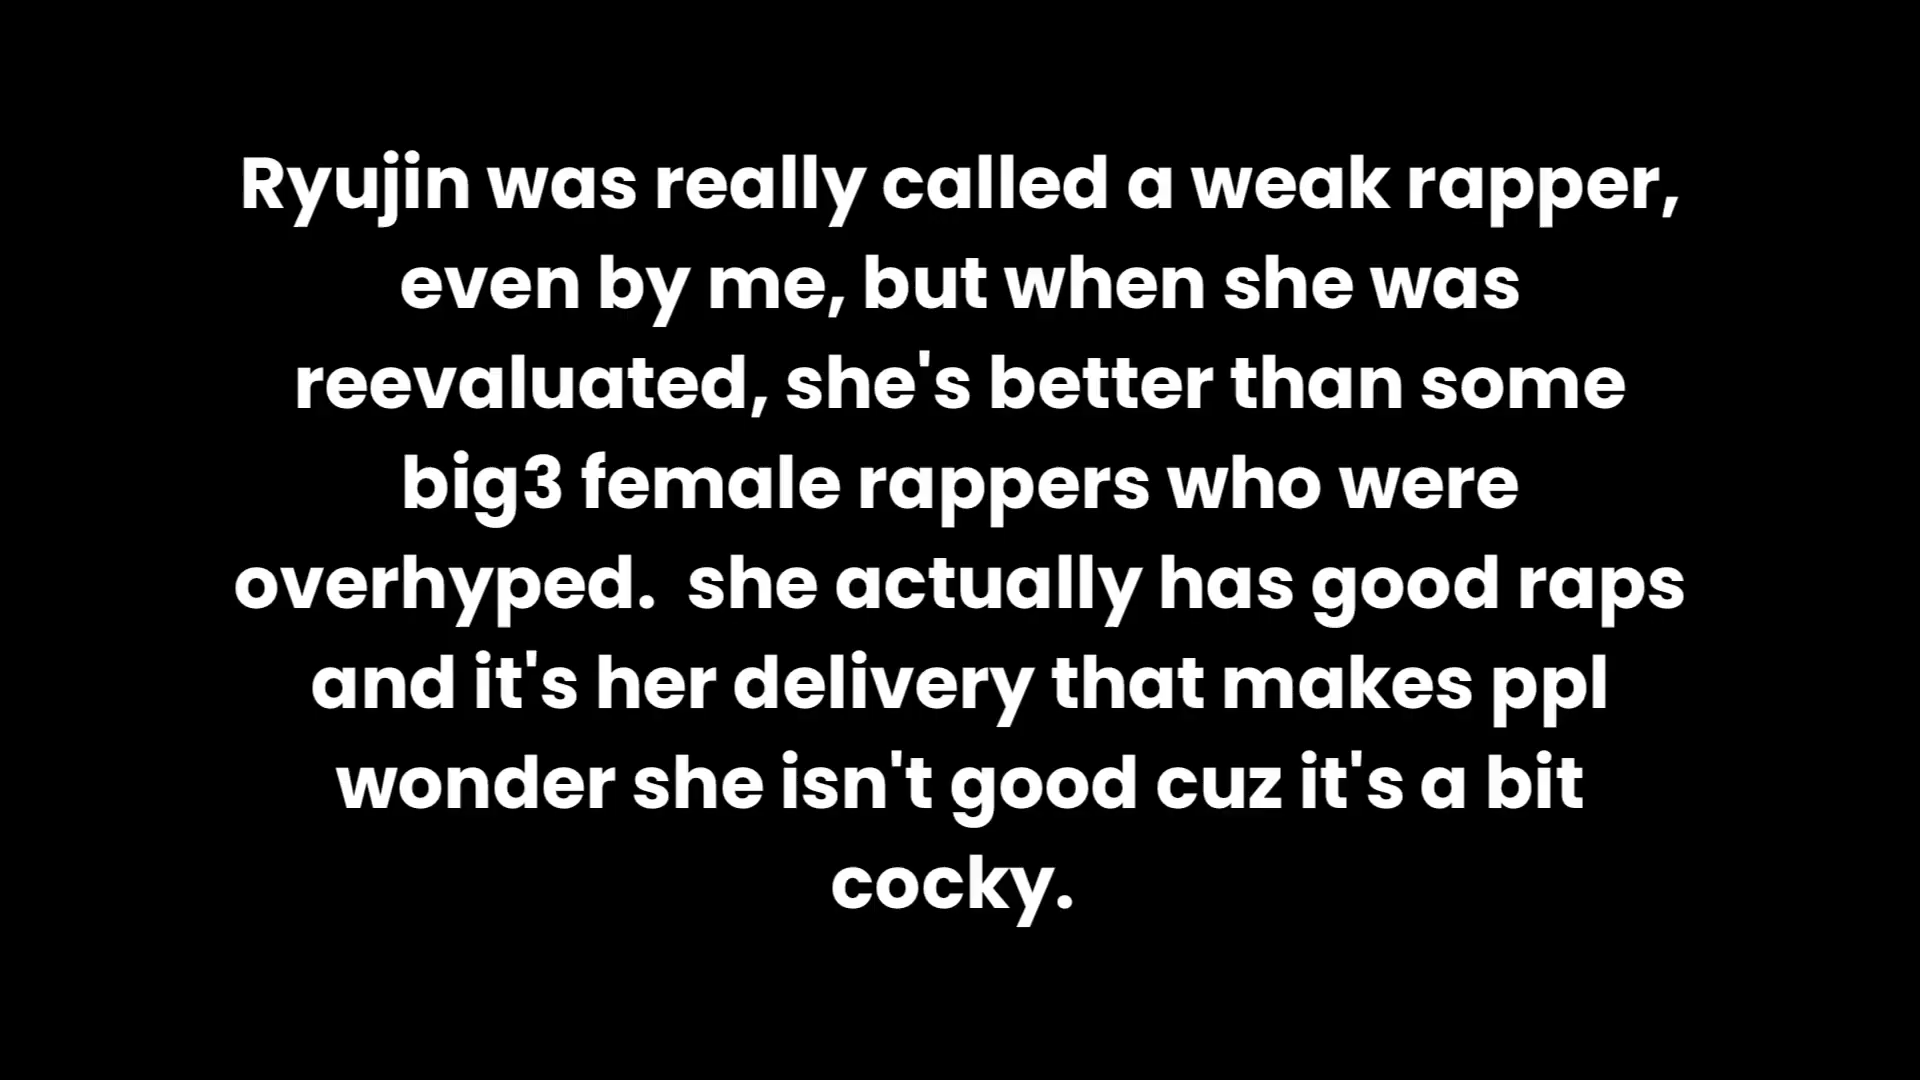 Ryujin was really called a weak rapper,
even by me, but when she was
reevaluated, she's better than some
big3 female rappers who were
overhyped.  she actually has good raps
and it's her delivery that makes ppl
wonder she isn't good cuz it's a bit
cocky.